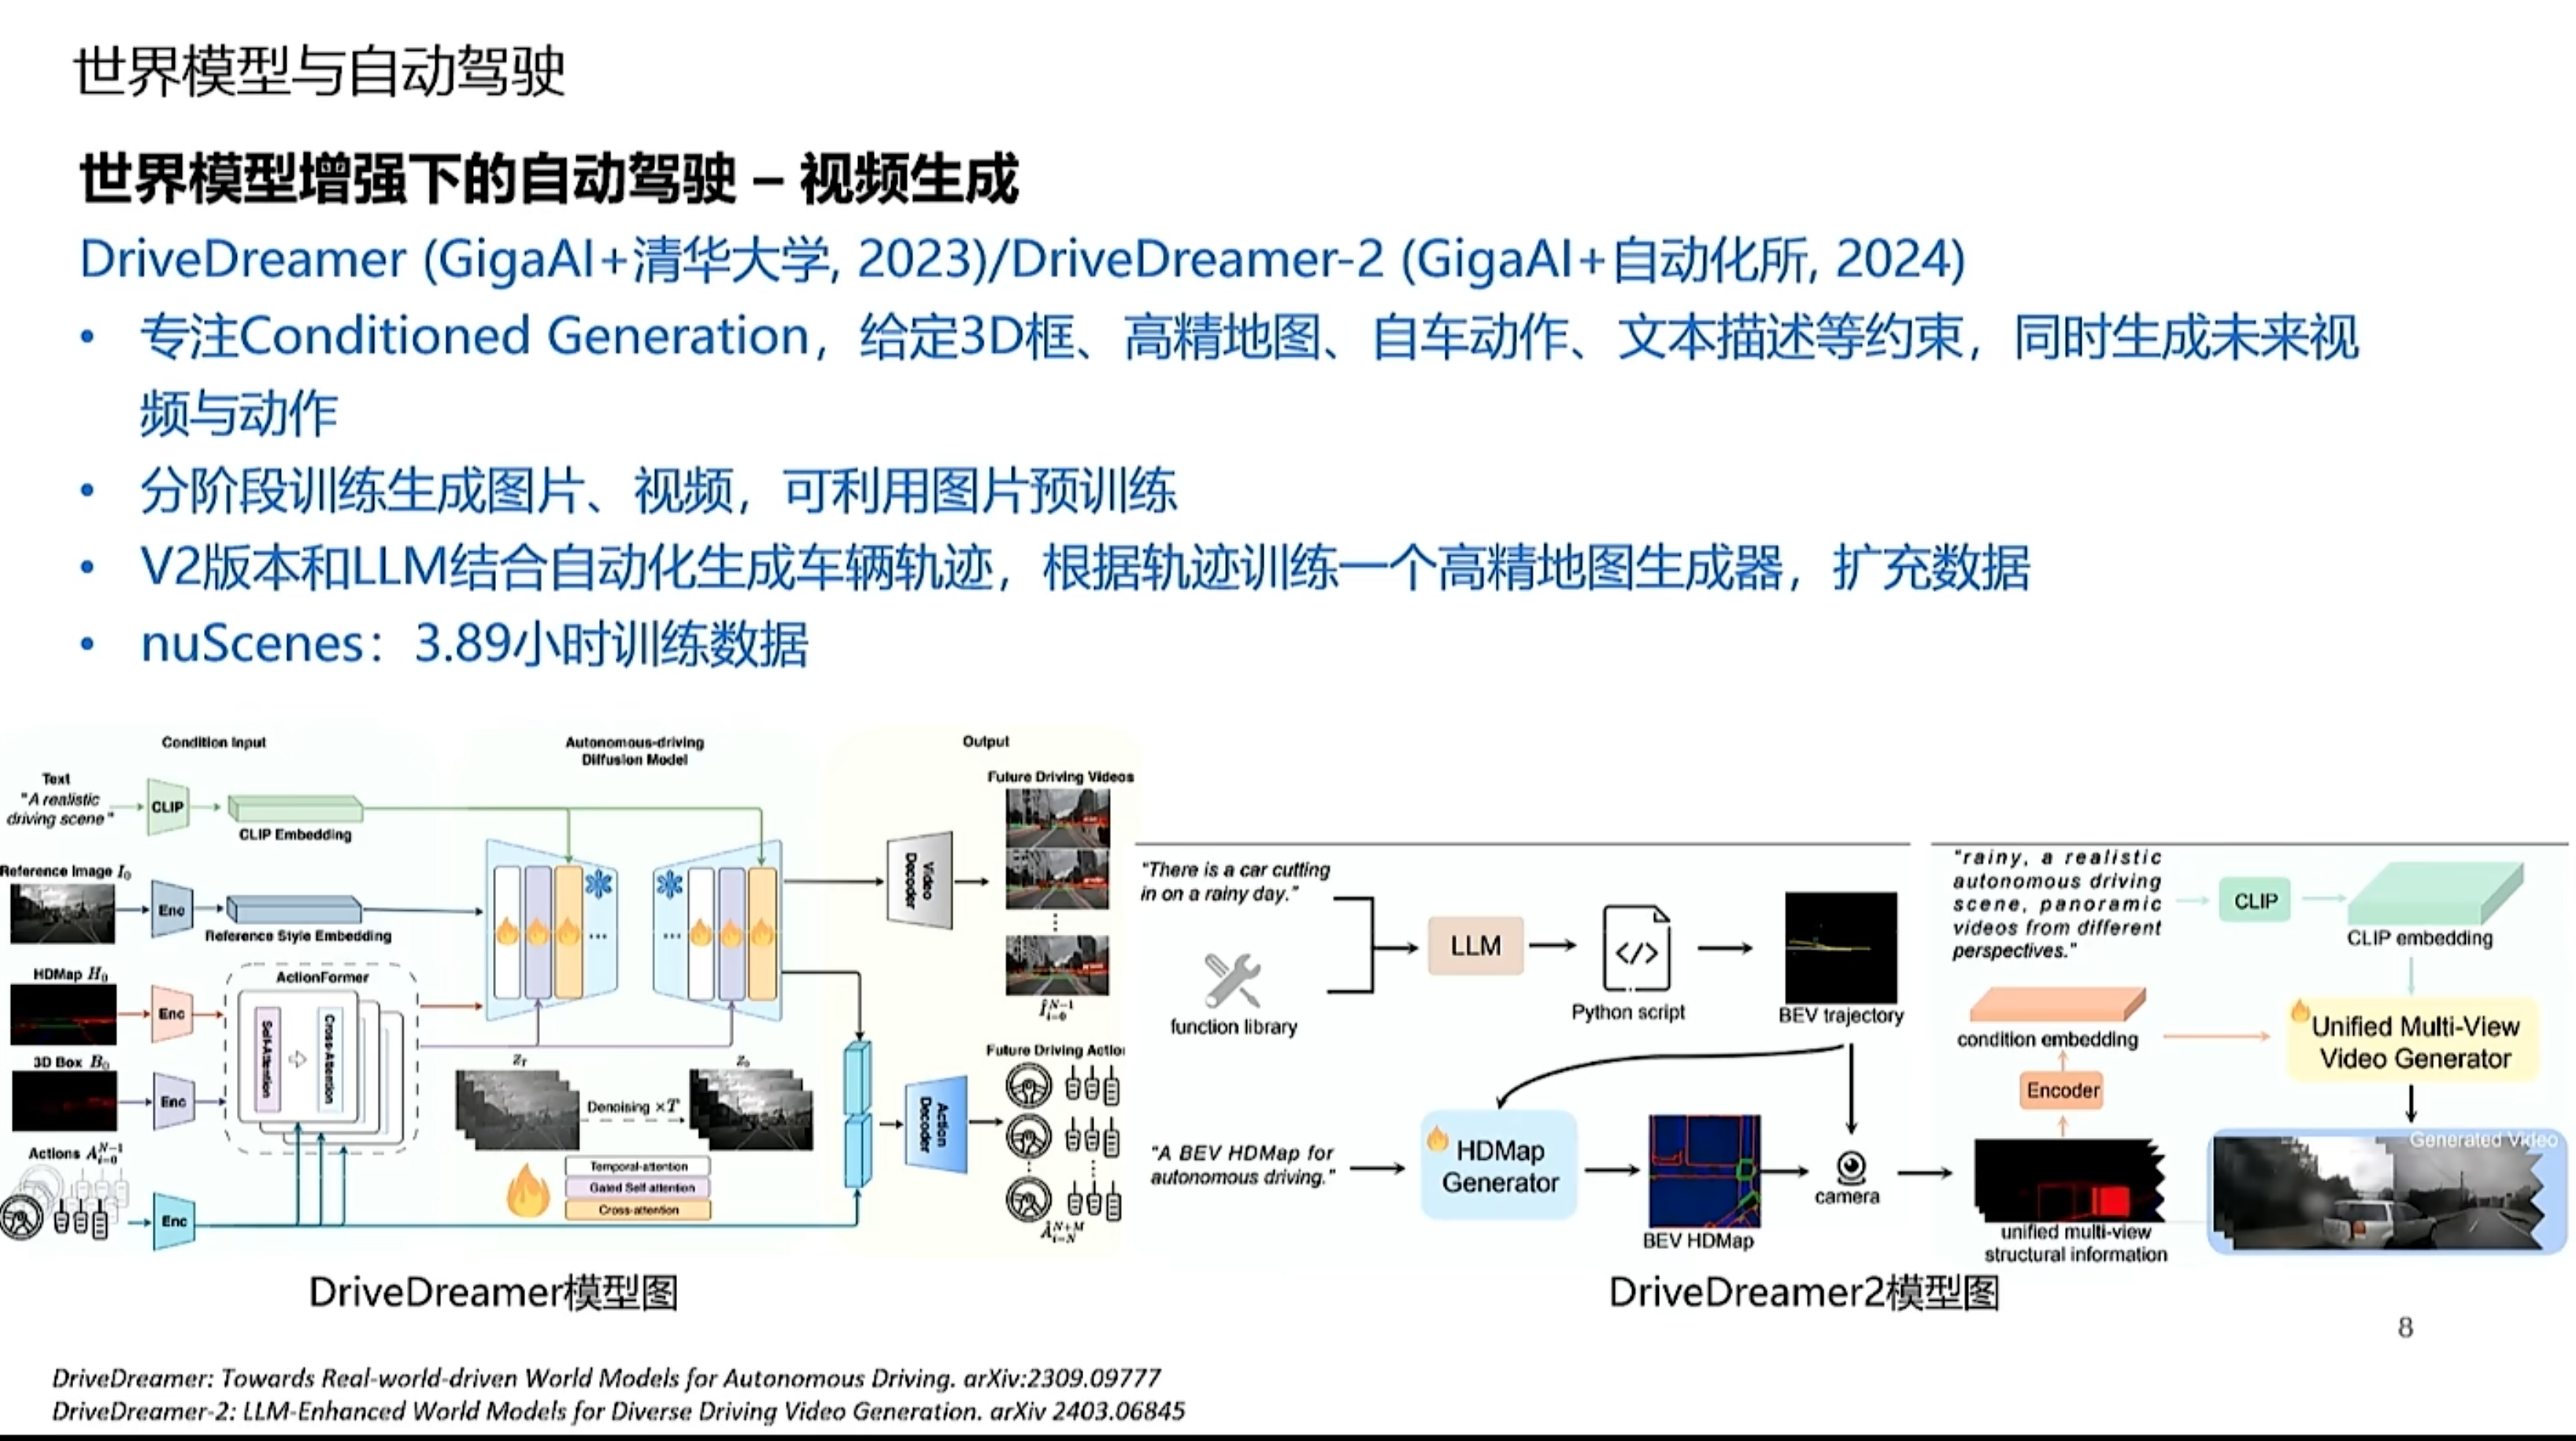 世界模型与自动驾驶
世界模型增强下的自动驾驶 – 视频生成
DriveDreamer (GigaAI+清华大学, 2023)/DriveDreamer-2 (GigaAI+自动化所, 2024)
• 专注Conditioned Generation，给定3D框、高精地图、自车动作、文本描述等约束，同时生成未来视
频与动作
• 分阶段训练生成图片、视频，可利用图片预训练
• V2版本和LLM结合自动化生成车辆轨迹，根据轨迹训练一个高精地图生成器，扩充数据
• nuScenes：3.89小时训练数据
Condition Input
Text
"A realistic
driving scene"
CLIP
CLIP Embedding
Reference Image I₀
Enc
Reference Style Embedding
HDMap H₀
Enc
3D Box B₀
Enc
ActionFormer
Self-Attention
Cross-Attention
Actions A_{i=0}^{N-1}
Enc
Autonomous-driving
Diffusion Model
...
...
z_T
Denoising ×T
z₀
Temporal-attention
Gated Self-attention
Cross-attention
Output
Video
Decoder
Future Driving Videos
Î_{i=0}^{N-1}
Action
Decoder
Future Driving Action
Â_{i=N}^{N+M}
DriveDreamer模型图
"There is a car cutting
in on a rainy day."
function library
LLM
Python script
BEV trajectory
"A BEV HDMap for
autonomous driving."
HDMap
Generator
BEV HDMap
camera
"rainy, a realistic
autonomous driving
scene, panoramic
videos from different
perspectives."
CLIP
CLIP embedding
condition embedding
Encoder
Unified Multi-View
Video Generator
unified multi-view
structural information
Generated Video
DriveDreamer2模型图
8
DriveDreamer: Towards Real-world-driven World Models for Autonomous Driving. arXiv:2309.09777
DriveDreamer-2: LLM-Enhanced World Models for Diverse Driving Video Generation. arXiv 2403.06845